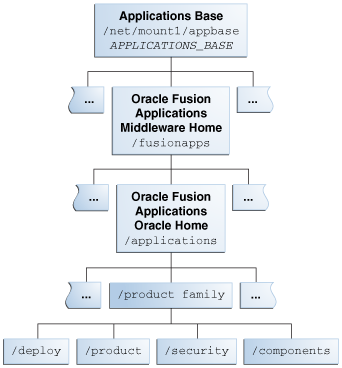 Applications Base
/net/mount1/appbase
APPLICATIONS_BASE
... ...
Oracle Fusion
Applications
Middleware Home
/fusionapps
... ...
Oracle Fusion
Applications
Oracle Home
/applications
... /product family ...
/deploy /product /security /components